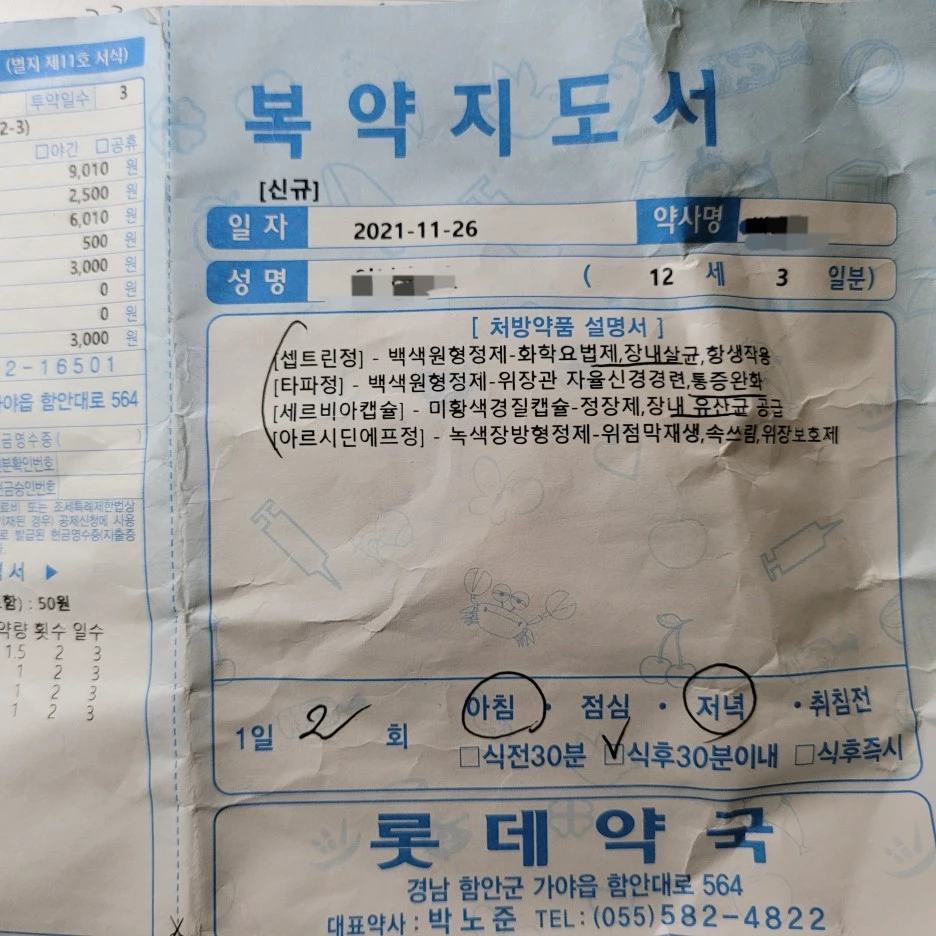 (별지 제11호 서식)
투약일수 3
2-3)
□야간 □공휴
9,010 원
2,500 원
6,010 원
500 원
3,000 원
0 원
0 원
3,000 원
2-16501
가야읍 함안대로 564
금영수증(          )
분확인번호
금승인번호
료비 또는 조세특례제한법상
기재된 경우) 공제신청에 사용
로 발급된 현금영수증(지출증
서 ▶
함) : 50원
약량 횟수 일수
1.5 2 3
1 2 3
1 2 3
1 2 3
복약지도서
[신규]
일 자 2021-11-26 약사명
성 명 ( 12 세 3 일분)
[ 처방약품 설명서 ]
[셉트린정] - 백색원형정제-화학요법제,장내살균,항생작용
[타파정] - 백색원형정제-위장관 자율신경경련,통증완화
[세르비아캡슐] - 미황색경질캡슐-정장제,장내 유산균 공급
[아르시딘에프정] - 녹색장방형정제-위점막재생,속쓰림,위장보호제
1일 2 회 아침 · 점심 · 저녁 · 취침전
□식전30분 ☑식후30분이내 □식후즉시
롯데약국
경남 함안군 가야읍 함안대로 564
대표약사 : 박노준 TEL : (055)582-4822